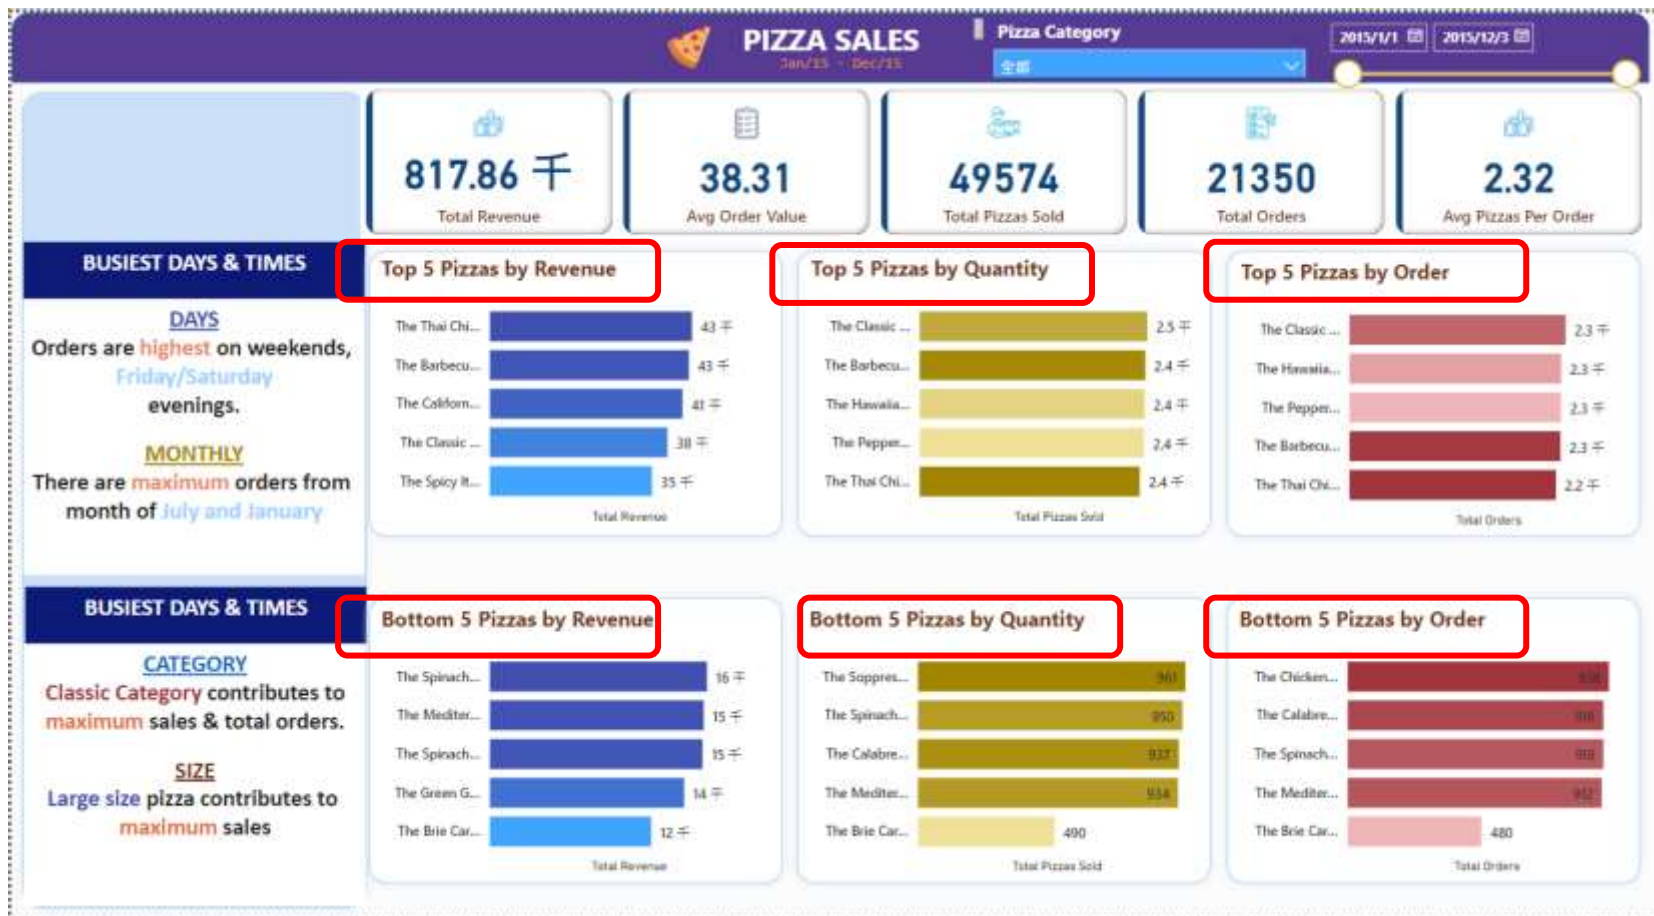 PIZZA SALES
Jan/15 - Dec/15
Pizza Category
全部
2015/1/1
2015/12/3
817.86 千
Total Revenue
38.31
Avg Order Value
49574
Total Pizzas Sold
21350
Total Orders
2.32
Avg Pizzas Per Order
BUSIEST DAYS & TIMES
DAYS
Orders are highest on weekends,
Friday/Saturday
evenings.
MONTHLY
There are maximum orders from
month of July and January
Top 5 Pizzas by Revenue
The Thai Chi... 43 千
The Barbecu... 43 千
The Californ... 41 千
The Classic ... 38 千
The Spicy It... 35 千
Total Revenue
Top 5 Pizzas by Quantity
The Classic ... 2.5 千
The Barbecu... 2.4 千
The Hawaiia... 2.4 千
The Pepper... 2.4 千
The Thai Chi... 2.4 千
Total Pizzas Sold
Top 5 Pizzas by Order
The Classic ... 2.3 千
The Hawaiia... 2.3 千
The Pepper... 2.3 千
The Barbecu... 2.3 千
The Thai Chi... 2.2 千
Total Orders
BUSIEST DAYS & TIMES
CATEGORY
Classic Category contributes to
maximum sales & total orders.
SIZE
Large size pizza contributes to
maximum sales
Bottom 5 Pizzas by Revenue
The Spinach... 16 千
The Mediter... 15 千
The Spinach... 15 千
The Green G... 14 千
The Brie Car... 12 千
Total Revenue
Bottom 5 Pizzas by Quantity
The Soppres... 961
The Spinach... 950
The Calabre... 937
The Mediter... 934
The Brie Car... 490
Total Pizzas Sold
Bottom 5 Pizzas by Order
The Chicken...
The Calabre...
The Spinach...
The Mediter... 912
The Brie Car... 480
Total Orders